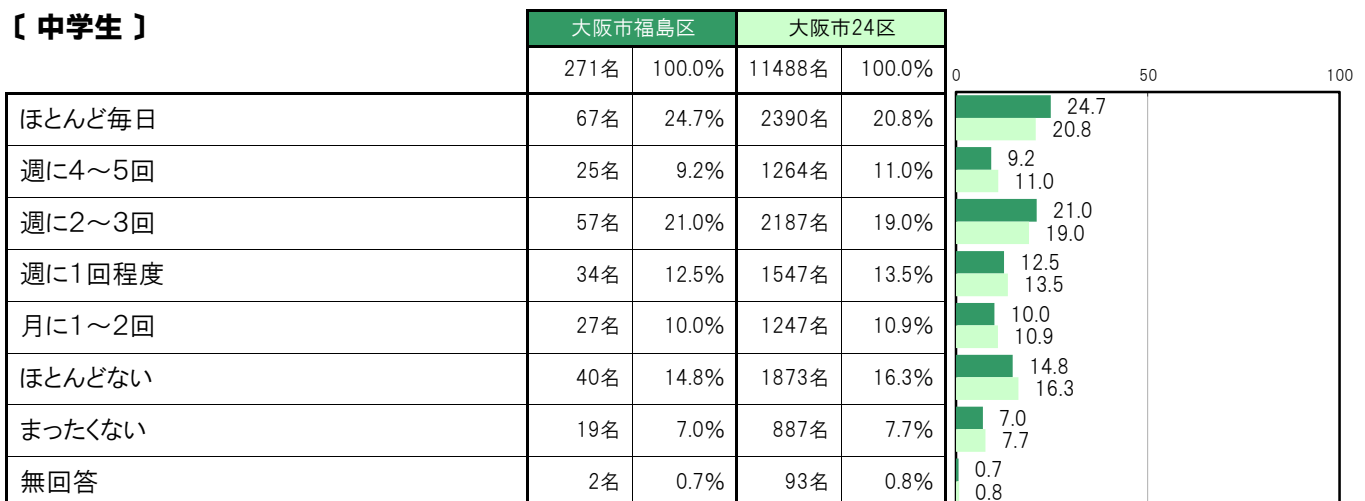 〔 中学生 〕
大阪市福島区 大阪市24区
271名 100.0% 11488名 100.0%
0 50 100
ほとんど毎日 67名 24.7% 2390名 20.8% 24.7
20.8
週に4～5回 25名 9.2% 1264名 11.0% 9.2
11.0
週に2～3回 57名 21.0% 2187名 19.0% 21.0
19.0
週に1回程度 34名 12.5% 1547名 13.5% 12.5
13.5
月に1～2回 27名 10.0% 1247名 10.9% 10.0
10.9
ほとんどない 40名 14.8% 1873名 16.3% 14.8
16.3
まったくない 19名 7.0% 887名 7.7% 7.0
7.7
無回答 2名 0.7% 93名 0.8% 0.7
0.8